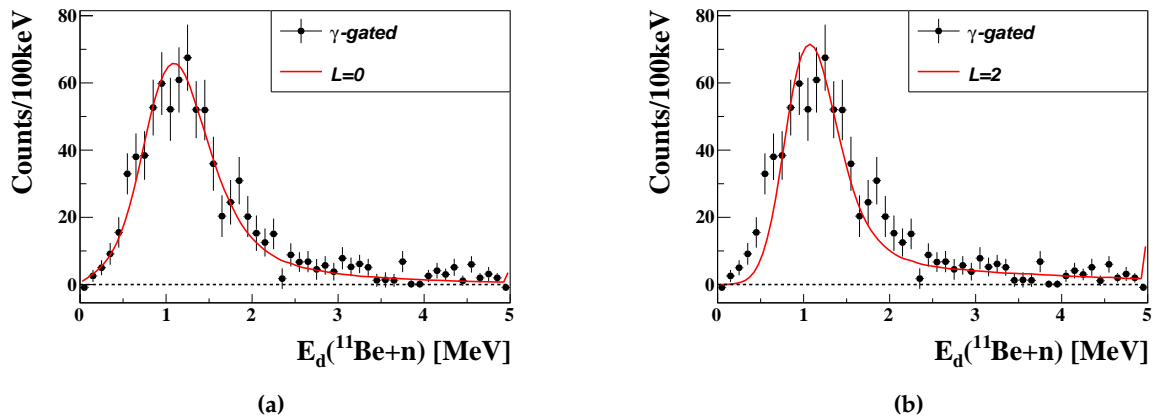 Counts/100keV
80
60
40
20
0
γ-gated
L=0
0 1 2 3 4 5
E_d(¹¹Be+n) [MeV]
(a)
Counts/100keV
80
60
40
20
0
γ-gated
L=2
0 1 2 3 4 5
E_d(¹¹Be+n) [MeV]
(b)